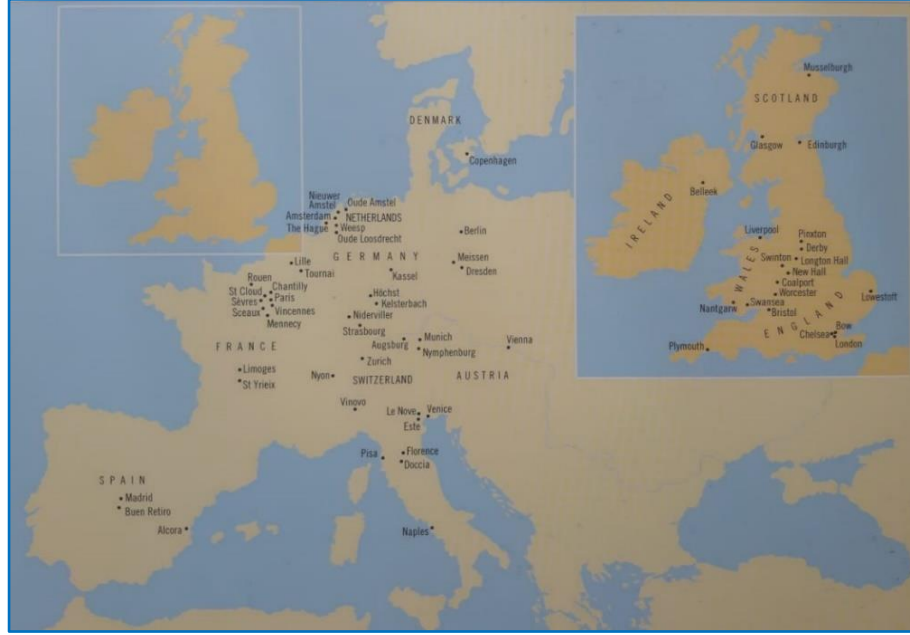 DENMARK
Copenhagen
Nieuwer
Amstel
Oude Amstel
Amsterdam
NETHERLANDS
The Hague
Weesp
Oude Loosdrecht
Berlin
GERMANY
Meissen
Dresden
Kassel
Lille
Tournai
Rouen
Chantilly
St Cloud
Paris
Sèvres
Vincennes
Sceaux
Mennecy
Höchst
Kelsterbach
Niderviller
Strasbourg
Augsburg
Munich
Nymphenburg
Vienna
FRANCE
Zurich
Limoges
St Yrieix
Nyon
SWITZERLAND
AUSTRIA
Vinovo
Le Nove
Venice
Este
Pisa
Florence
Doccia
SPAIN
Madrid
Buen Retiro
Alcora
Naples
Musselburgh
SCOTLAND
Glasgow
Edinburgh
Belleek
IRELAND
Liverpool
Pinxton
Derby
Longton Hall
Swinton
New Hall
WALES
Coalport
Worcester
Lowestoft
Nantgarw
Swansea
Bristol
ENGLAND
Bow
Chelsea
London
Plymouth